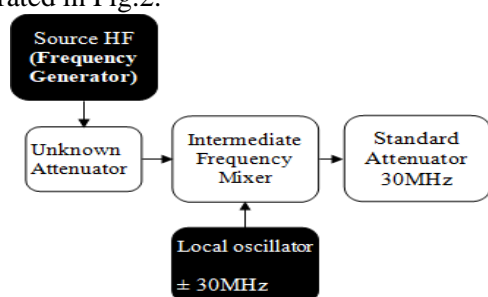 rated in Fig.2.
Source HF
(Frequency
Generator)
Unknown
Attenuator
Intermediate
Frequency
Mixer
Standard
Attenuator
30MHz
Local oscillator
± 30MHz